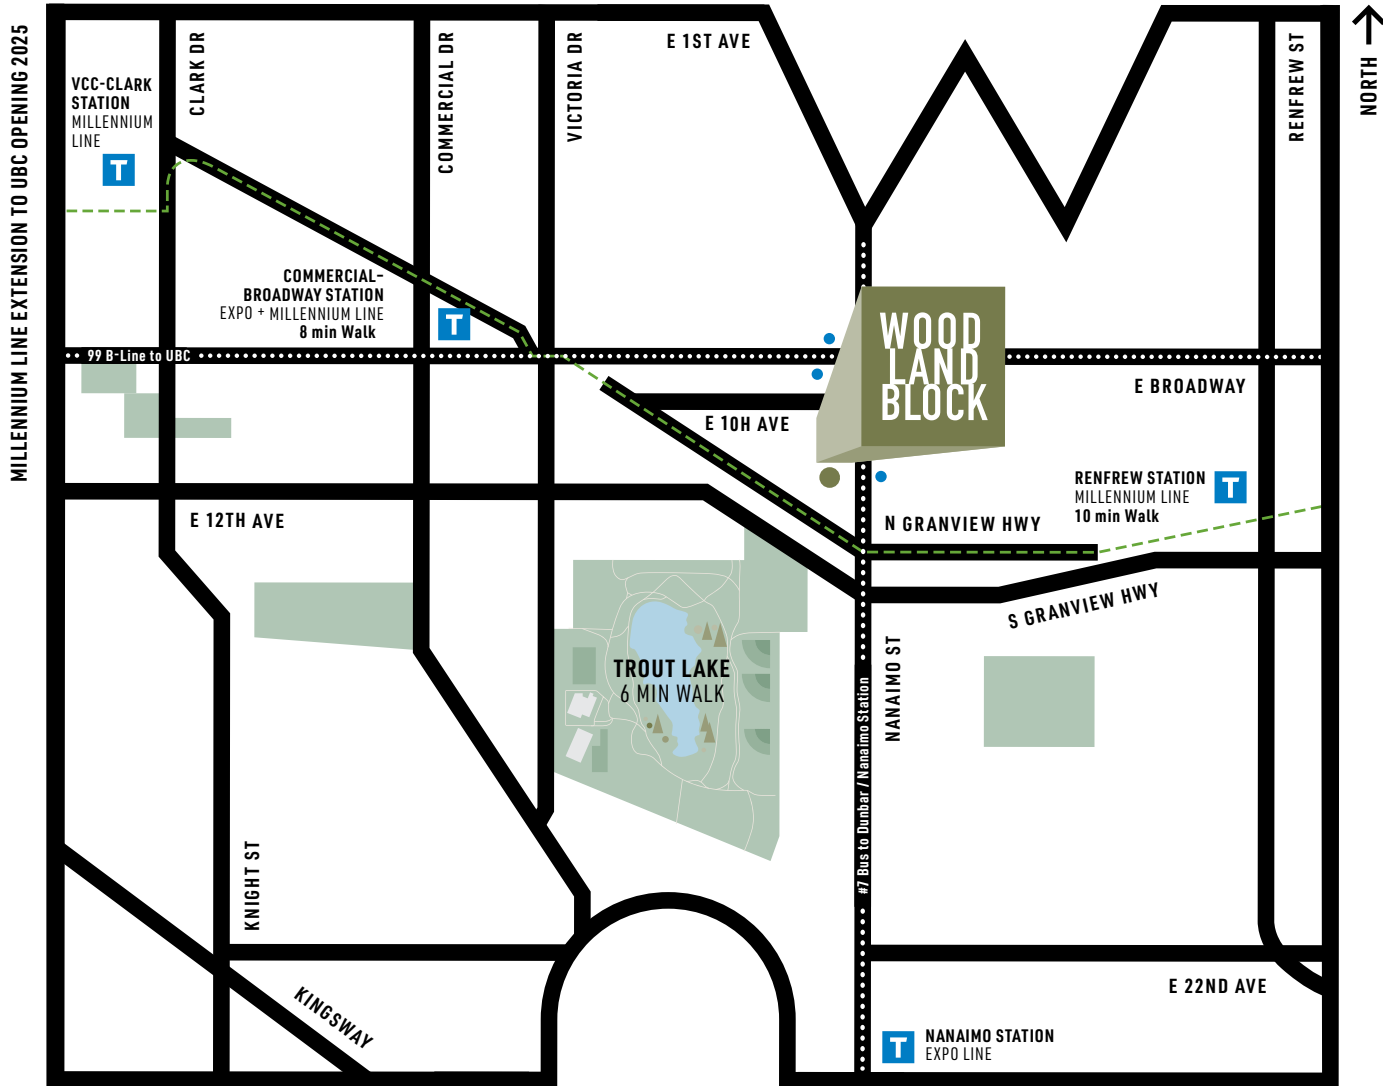 MILLENNIUM LINE EXTENSION TO UBC OPENING 2025
NORTH
E 1ST AVE
CLARK DR
COMMERCIAL DR
VICTORIA DR
RENFREW ST
VCC-CLARK
STATION
MILLENNIUM
LINE
T
COMMERCIAL-
BROADWAY STATION
EXPO + MILLENNIUM LINE
8 min Walk
T
99 B-Line to UBC
WOOD
LAND
BLOCK
E BROADWAY
E 10H AVE
RENFREW STATION
MILLENNIUM LINE
10 min Walk
T
E 12TH AVE
N GRANVIEW HWY
S GRANVIEW HWY
TROUT LAKE
6 MIN WALK
NANAIMO ST
#7 Bus to Dunbar / Nanaimo Station
KNIGHT ST
KINGSWAY
E 22ND AVE
T
NANAIMO STATION
EXPO LINE